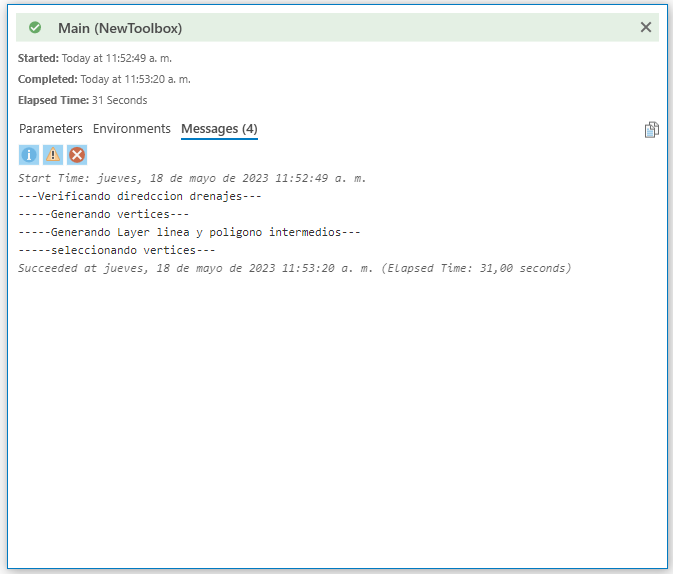 Main (NewToolbox)
Started: Today at 11:52:49 a. m.
Completed: Today at 11:53:20 a. m.
Elapsed Time: 31 Seconds
Parameters Environments Messages (4)
Start Time: jueves, 18 de mayo de 2023 11:52:49 a. m.
---Verificando diredccion drenajes---
-----Generando vertices---
-----Generando Layer linea y poligono intermedios---
-----seleccionando vertices---
Succeeded at jueves, 18 de mayo de 2023 11:53:20 a. m. (Elapsed Time: 31,00 seconds)